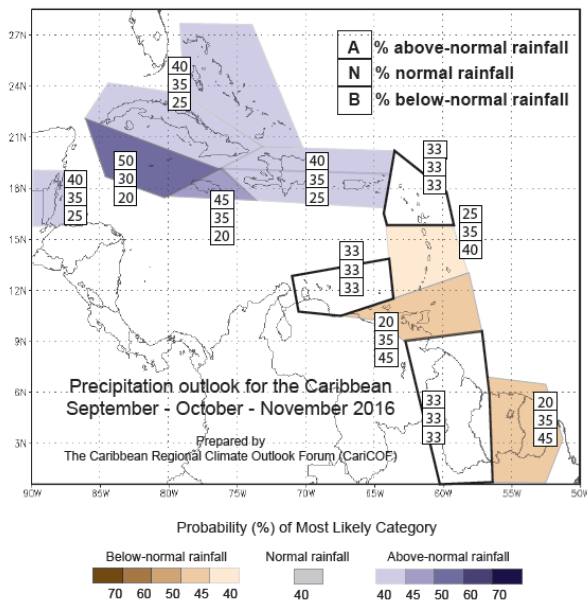 27N
24N
21N
18N
15N
12N
9N
6N
3N
A % above-normal rainfall
N % normal rainfall
B % below-normal rainfall
40
35
25
50
30
20
40
35
25
45
35
20
40
35
25
33
33
33
25
35
40
33
33
33
20
35
45
33
33
33
20
35
45
Precipitation outlook for the Caribbean
September - October - November 2016
Prepared by
The Caribbean Regional Climate Outlook Forum (CariCOF)
90W 85W 80W 75W 70W 65W 60W 55W 50W
Probability (%) of Most Likely Category
Below-normal rainfall Normal rainfall Above-normal rainfall
70 60 50 45 40 40 40 45 50 60 70